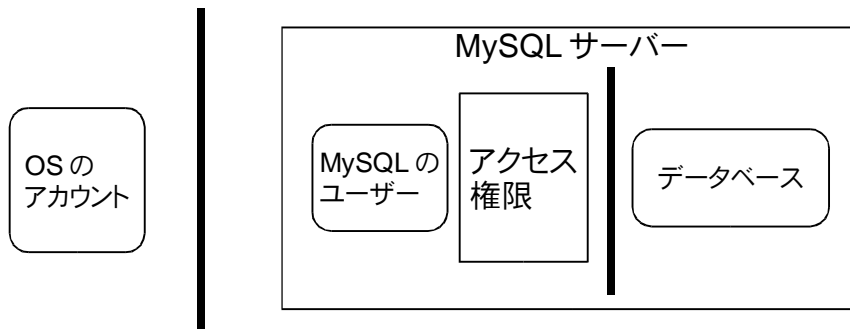 MySQL サーバー
OS の
アカウント
MySQL の
ユーザー
アクセス
権限
データベース